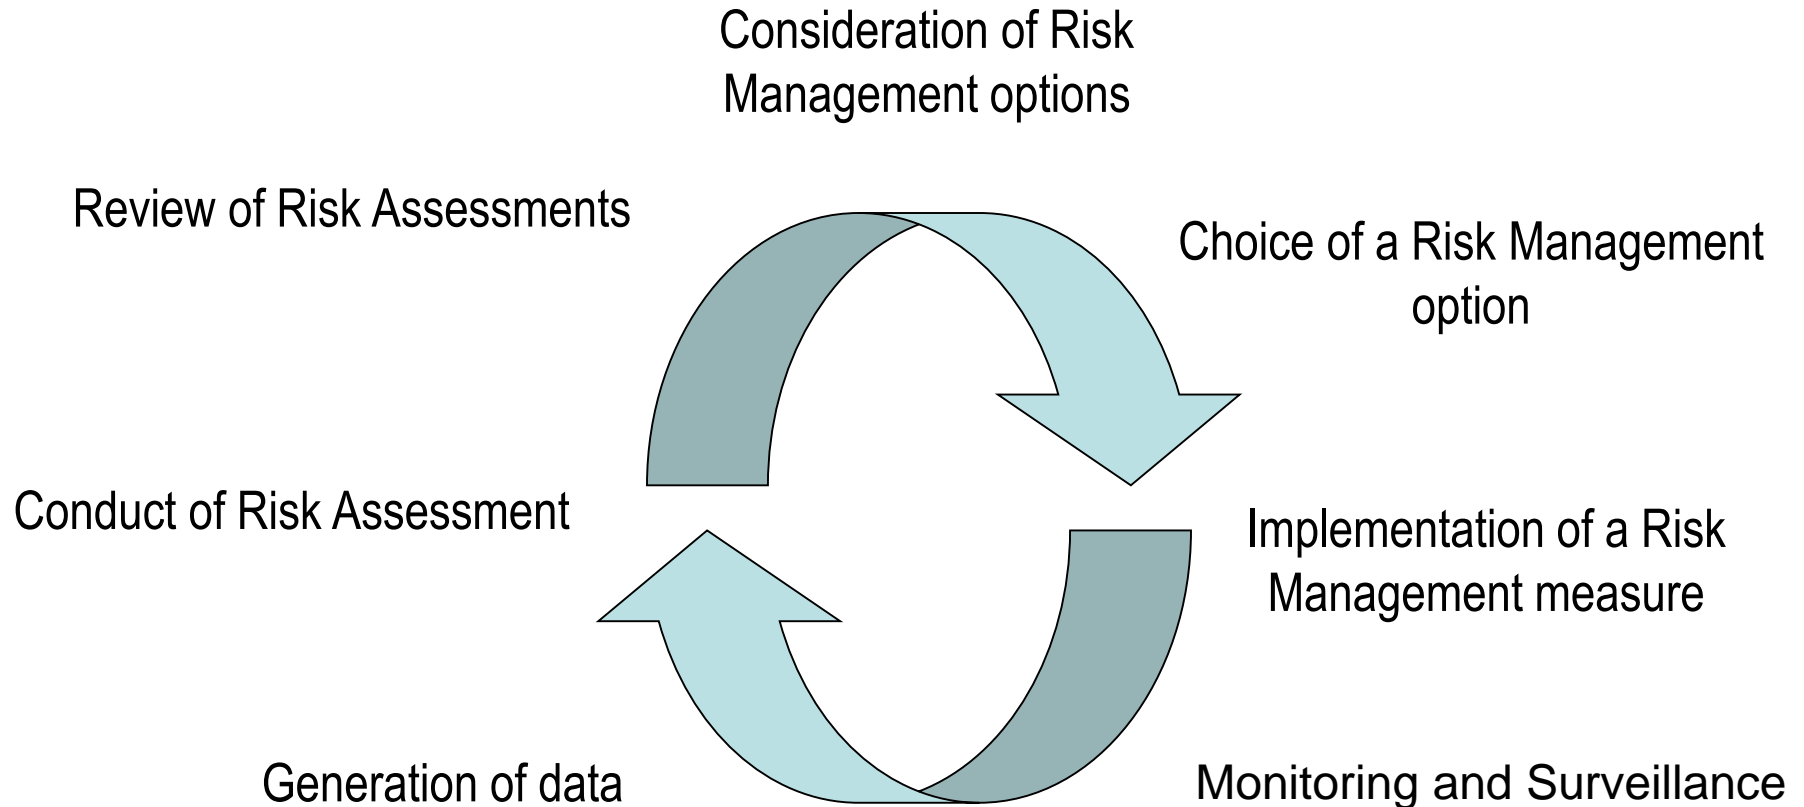 Consideration of Risk
Management options
Review of Risk Assessments
Choice of a Risk Management
option
Conduct of Risk Assessment
Implementation of a Risk
Management measure
Generation of data
Monitoring and Surveillance